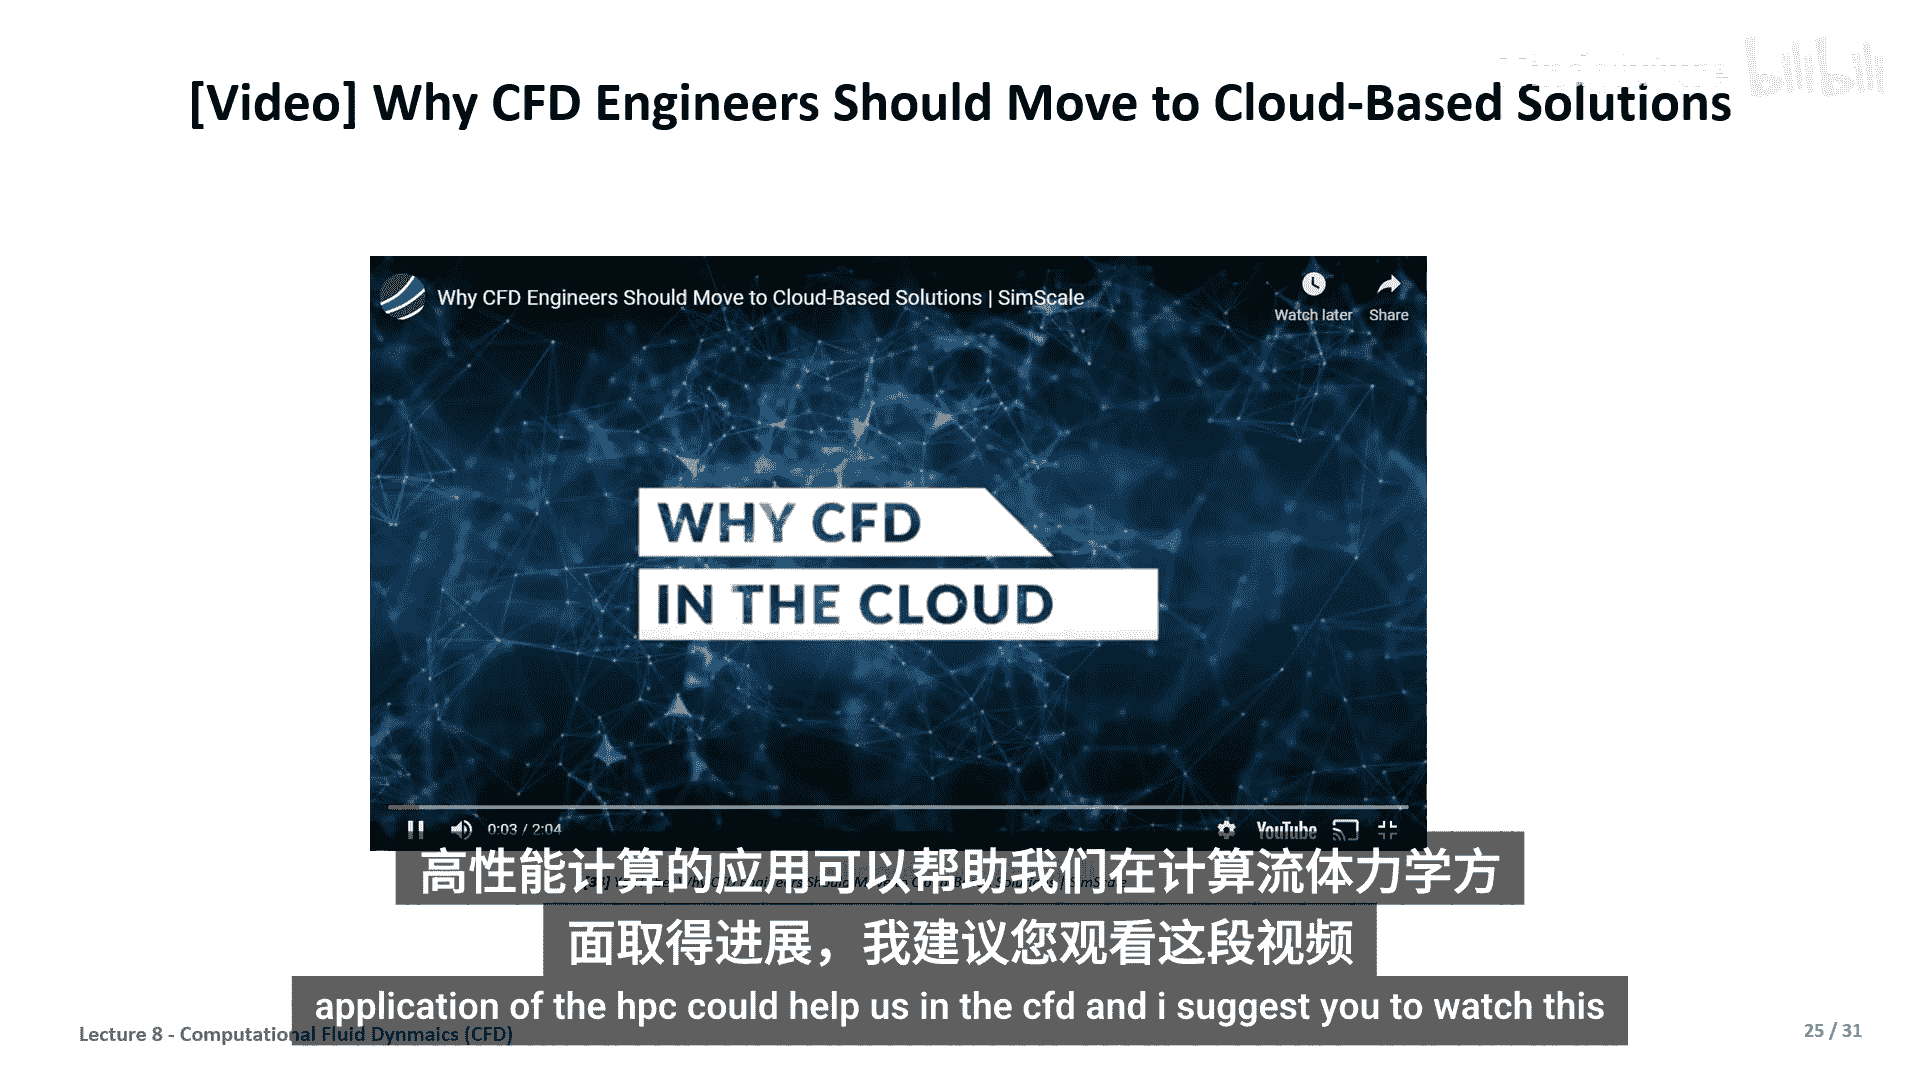 bilibili
[Video] Why CFD Engineers Should Move to Cloud-Based Solutions
Why CFD Engineers Should Move to Cloud-Based Solutions | SimScale
Watch later
Share
WHY CFD
IN THE CLOUD
0:03 / 2:04
YouTube
高性能计算的应用可以帮助我们在计算流体力学方
面取得进展，我建议您观看这段视频
application of the hpc could help us in the cfd and i suggest you to watch this
Lecture 8 - Computational Fluid Dynmaics (CFD)
25 / 31